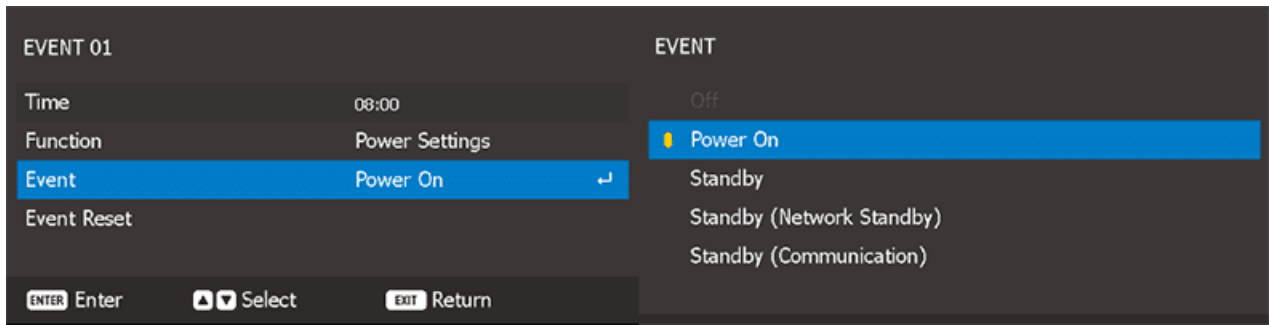 EVENT 01
Time 08:00
Function Power Settings
Event Power On
Event Reset
ENTER Enter Select EXIT Return
EVENT
Off
Power On
Standby
Standby (Network Standby)
Standby (Communication)